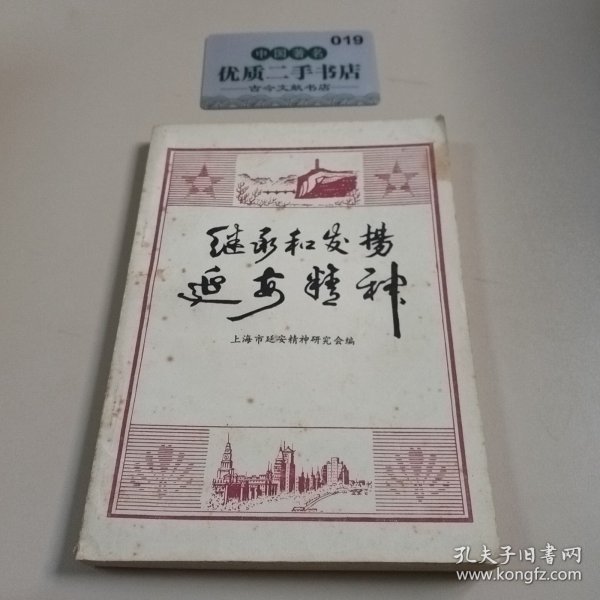 019
中国著名
优质二手书店
古今文献书店
继承和发扬
延安精神
上海市延安精神研究会编
孔夫子旧书网
www.kongfz.com